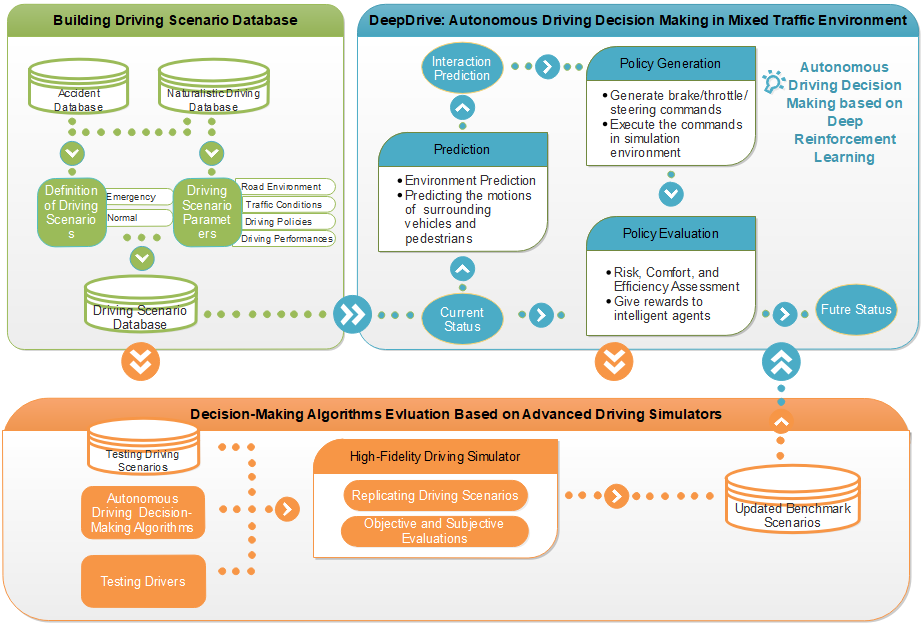 Building Driving Scenario Database
Accident
Database
Naturalistic Driving
Database
Definition
of Driving
Scenario
s
Emergency
Normal
Driving
Scenario
Paramet
ers
Road Environment
Traffic Conditions
Driving Policies
Driving Performances
Driving Scenario
Database
DeepDrive: Autonomous Driving Decision Making in Mixed Traffic Environment
Interaction
Prediction
Prediction
• Environment Prediction
• Predicting the motions
of surrounding
vehicles and
pedestrians
Current
Status
Policy Generation
• Generate brake/throttle/
steering commands
• Execute the commands
in simulation
environment
Policy Evaluation
• Risk, Comfort, and
Efficiency Assessment
• Give rewards to
intelligent agents
Autonomous
Driving Decision
Making based on
Deep
Reinforcement
Learning
Futre Status
Decision-Making Algorithms Evluation Based on Advanced Driving Simulators
Testing Driving
Scenarios
Autonomous
Driving Decision-
Making Algorithms
Testing Drivers
High-Fidelity Driving Simulator
Replicating Driving Scenarios
Objective and Subjective
Evaluations
Updated Benchmark
Scenarios